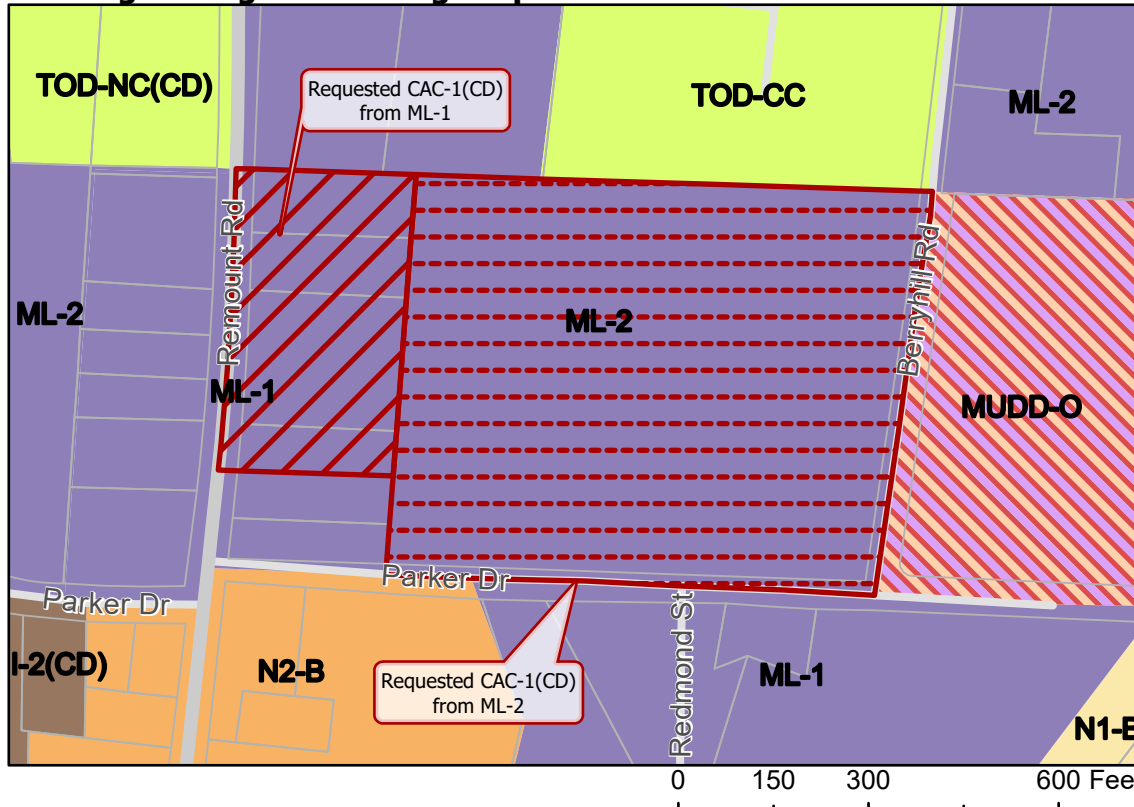 TOD-NC(CD)
Requested CAC-1(CD)
from ML-1
TOD-CC
ML-2
Remount Rd
ML-2
ML-2
Berryhill Rd
ML-1
MUDD-O
Parker Dr
Parker Dr
I-2(CD)
N2-B
Requested CAC-1(CD)
from ML-2
Redmond St
ML-1
0 150 300 600 Fee